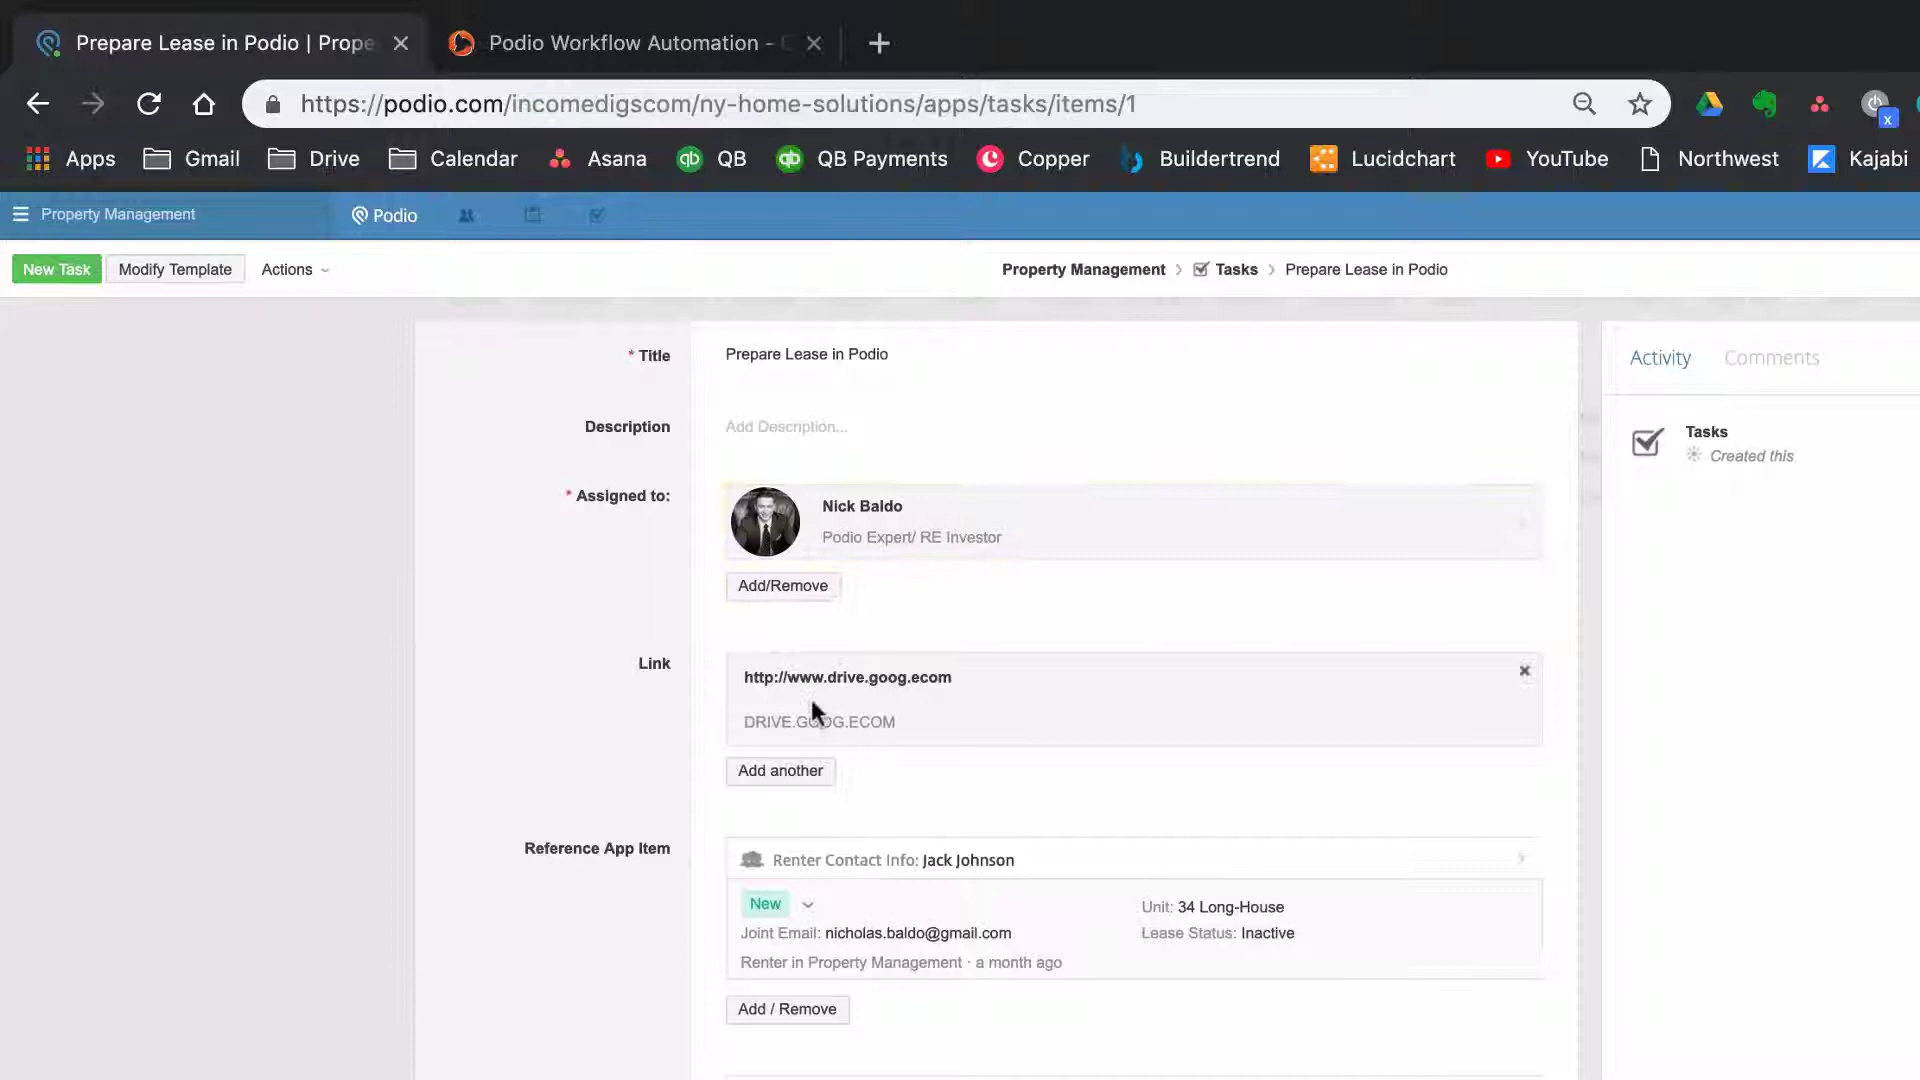 Prepare Lease in Podio | Prope
Podio Workflow Automation -
https://podio.com/incomedigscom/ny-home-solutions/apps/tasks/items/1
x
Apps Gmail Drive Calendar Asana QB QB Payments Copper Buildertrend Lucidchart YouTube Northwest Kajabi
Property Management Podio
New Task Modify Template Actions Property Management > Tasks > Prepare Lease in Podio
* Title Prepare Lease in Podio
Activity Comments
Description Add Description...
Tasks
Created this
* Assigned to: Nick Baldo
Podio Expert/ RE Investor
Add/Remove
Link http://www.drive.goog.ecom
DRIVE.GOOG.ECOM
Add another
Reference App Item Renter Contact Info: Jack Johnson
New Unit: 34 Long-House
Joint Email: nicholas.baldo@gmail.com Lease Status: Inactive
Renter in Property Management · a month ago
Add / Remove